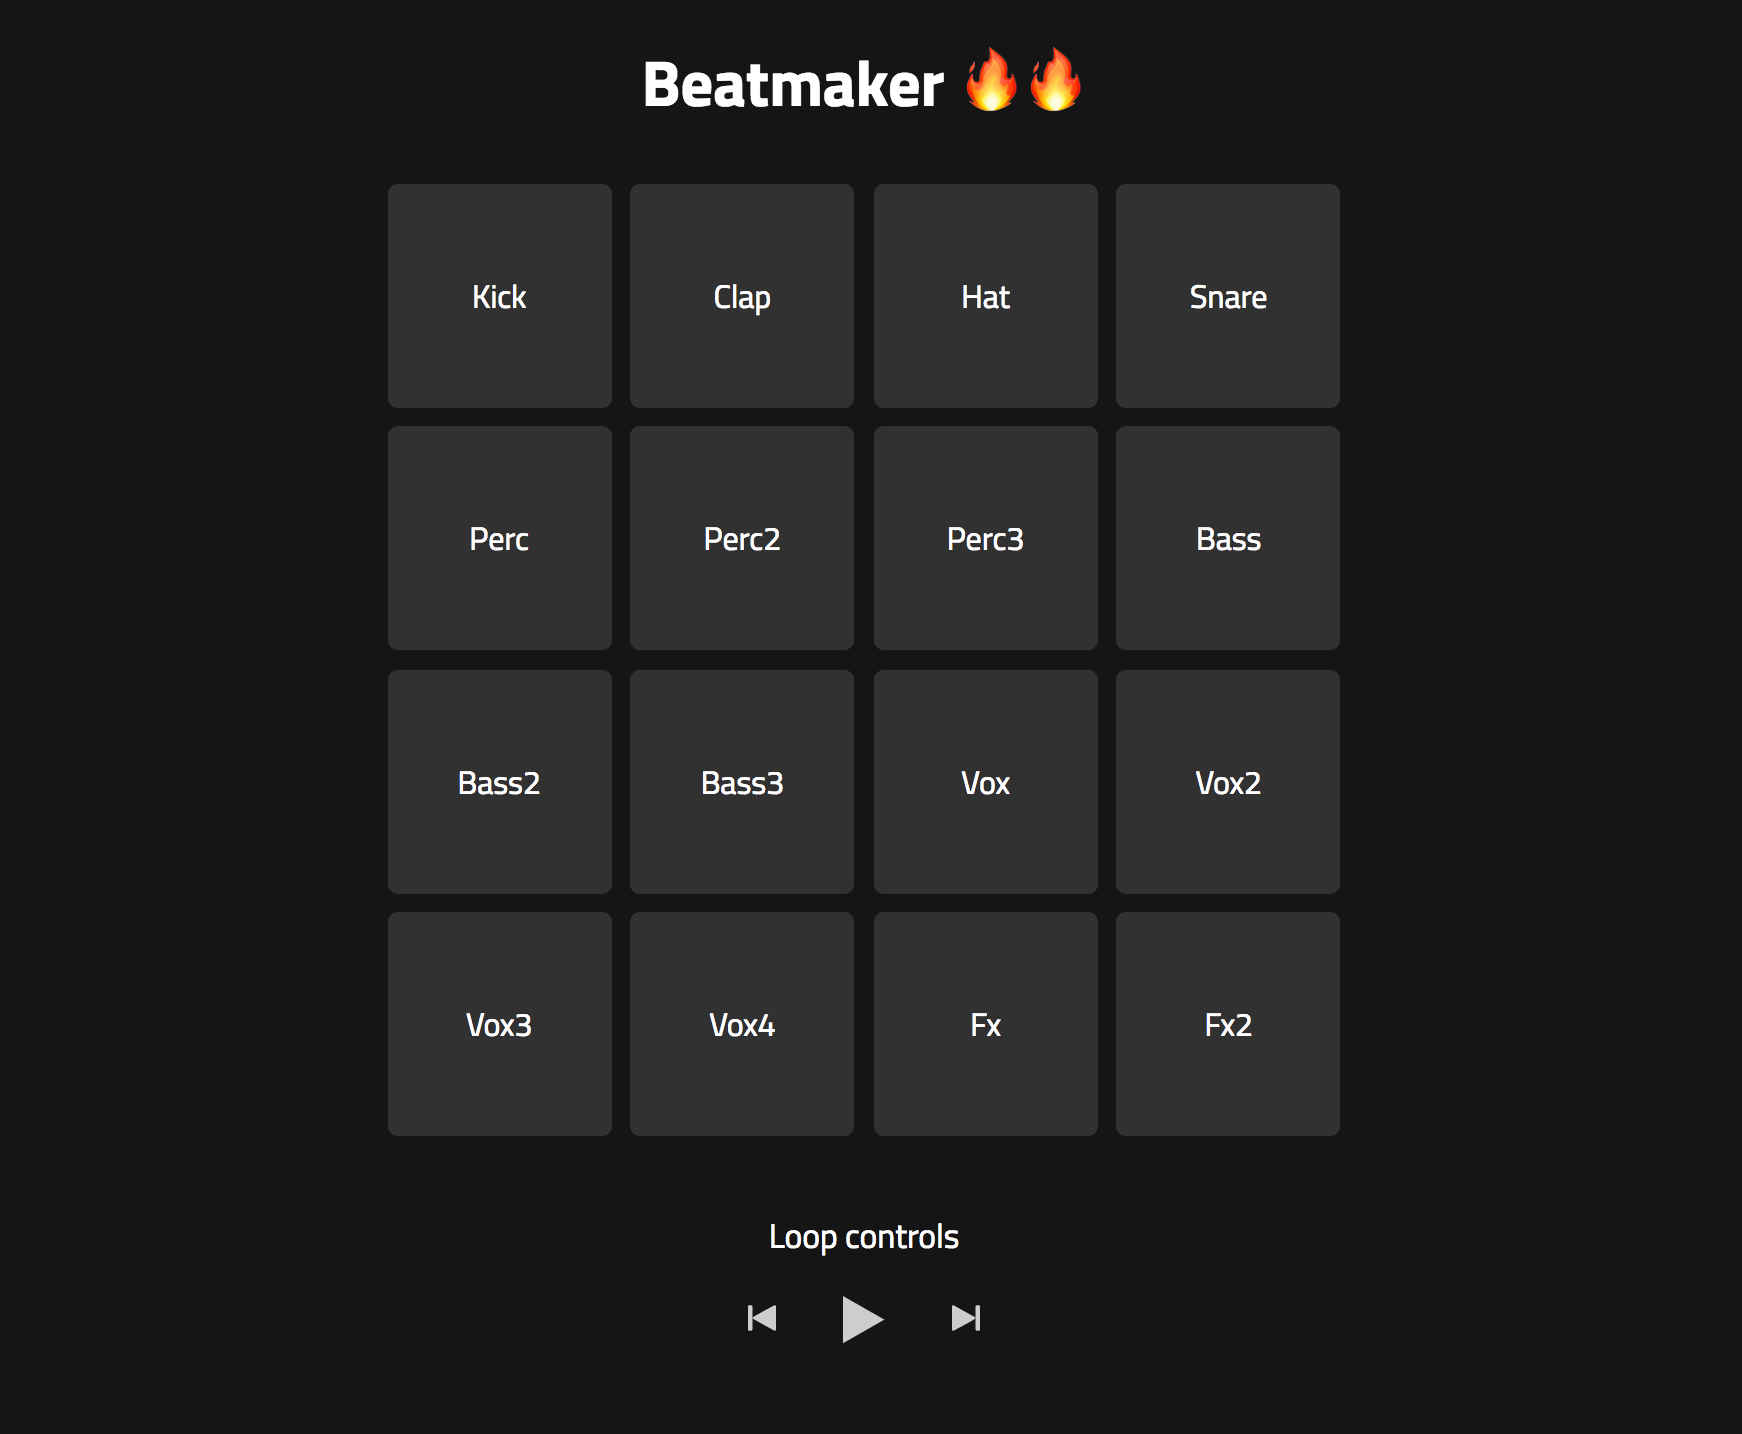 Beatmaker 🔥🔥
Kick Clap Hat Snare
Perc Perc2 Perc3 Bass
Bass2 Bass3 Vox Vox2
Vox3 Vox4 Fx Fx2
Loop controls